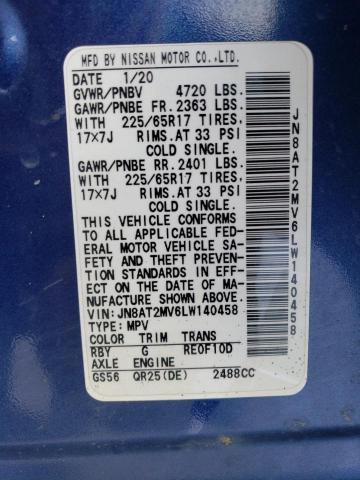 MFD BY NISSAN MOTOR CO.,LTD.
DATE 1/20
GVWR/PNBV 4720 LBS.
GAWR/PNBE FR. 2363 LBS.
WITH 225/65R17 TIRES,
17×7J RIMS.AT 33 PSI
COLD SINGLE.
GAWR/PNBE RR. 2401 LBS.
WITH 225/65R17 TIRES,
17×7J RIMS.AT 33 PSI
COLD SINGLE.
THIS VEHICLE CONFORMS
TO ALL APPLICABLE FED-
ERAL MOTOR VEHICLE SA-
FETY AND THEFT PREVEN-
TION STANDARDS IN EFF-
ECT ON THE DATE OF MA-
NUFACTURE SHOWN ABOVE.
VIN: JN8AT2MV6LW140458
TYPE: MPV
COLOR TRIM TRANS
RBY G RE0F10D
AXLE ENGINE
GS56 QR25(DE) 2488CC
JN8AT2MV6LW140458